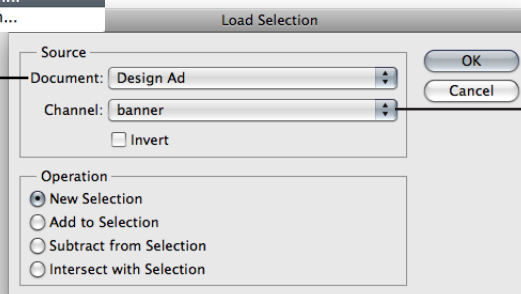 Load Selection
Source
Document: Design Ad
Channel: banner
Invert
OK
Cancel
Operation
New Selection
Add to Selection
Subtract from Selection
Intersect with Selection